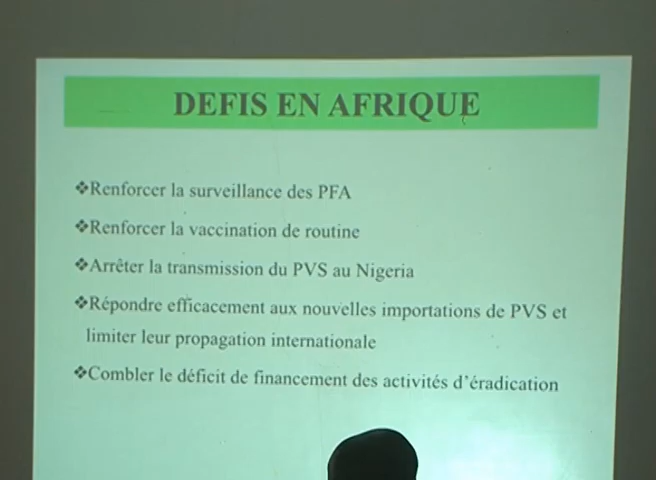 DEFIS EN AFRIQUE
❖Renforcer la surveillance des PFA
❖Renforcer la vaccination de routine
❖Arrêter la transmission du PVS au Nigeria
❖Répondre efficacement aux nouvelles importations de PVS et
limiter leur propagation internationale
❖Combler le déficit de financement des activités d'éradication